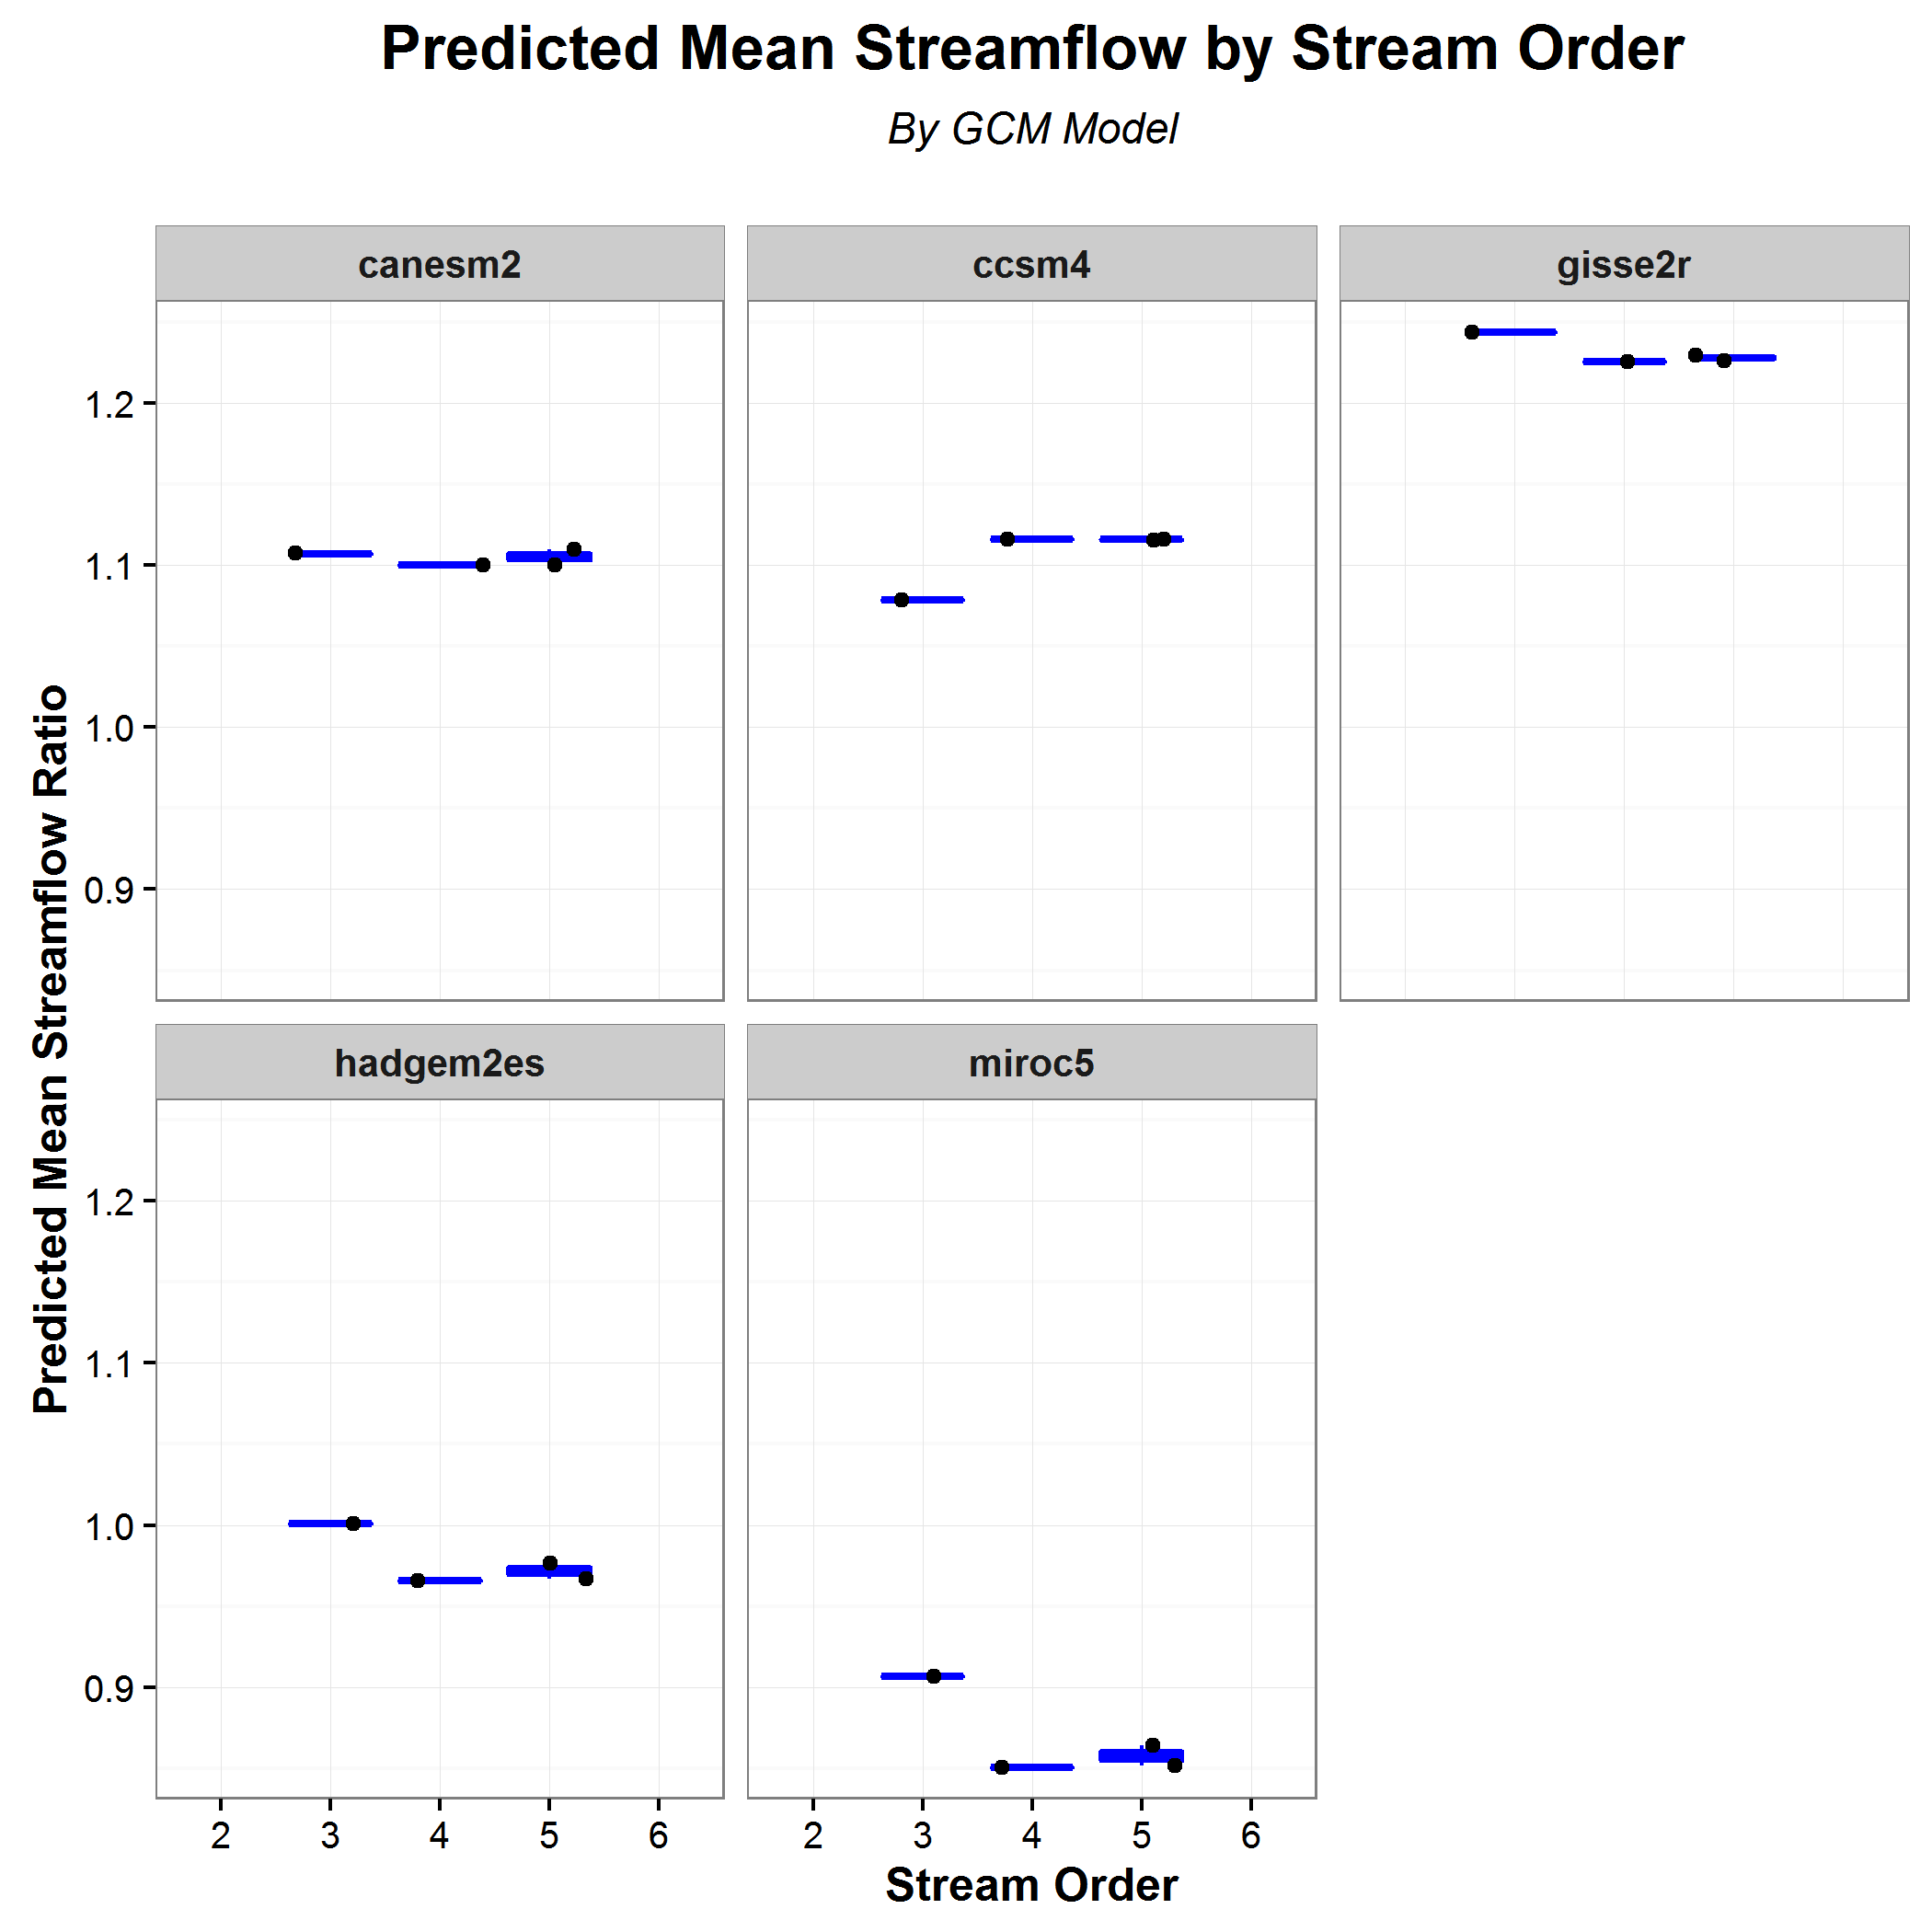 Predicted Mean Streamflow by Stream Order
By GCM Model
canesm2
ccsm4
gisse2r
1.2
1.1
1.0
0.9
Predicted Mean Streamflow Ratio
hadgem2es
miroc5
1.2
1.1
1.0
0.9
2 3 4 5 6
2 3 4 5 6
Stream Order